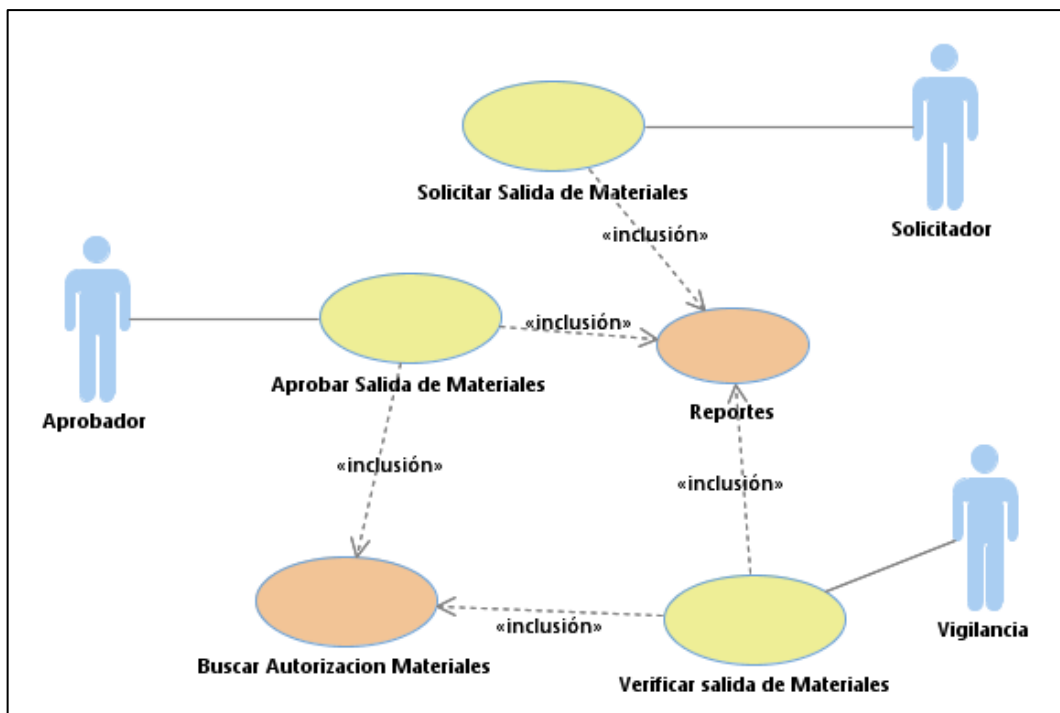 Solicitar Salida de Materiales
Solicitador
«inclusión»
«inclusión»
Aprobar Salida de Materiales
Aprobador
Reportes
«inclusión»
«inclusión»
«inclusión»
Vigilancia
Buscar Autorizacion Materiales
Verificar salida de Materiales